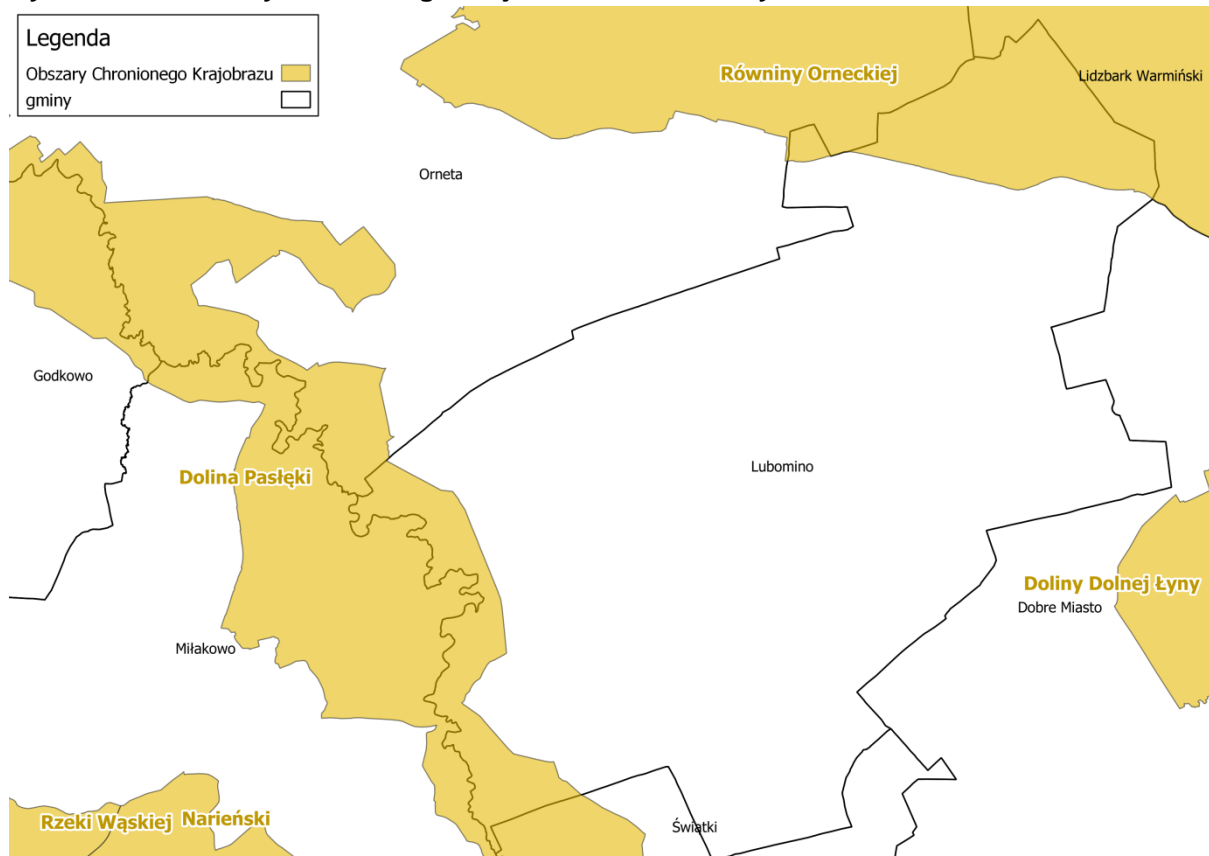 Legenda
Obszary Chronionego Krajobrazu
gminy
Równiny Orneckiej
Lidzbark Warmiński
Orneta
Godkowo
Lubomino
Dolina Pasłęki
Doliny Dolnej Łyny
Dobre Miasto
Miłakowo
Rzeki Wąskiej
Narieński
Świątki